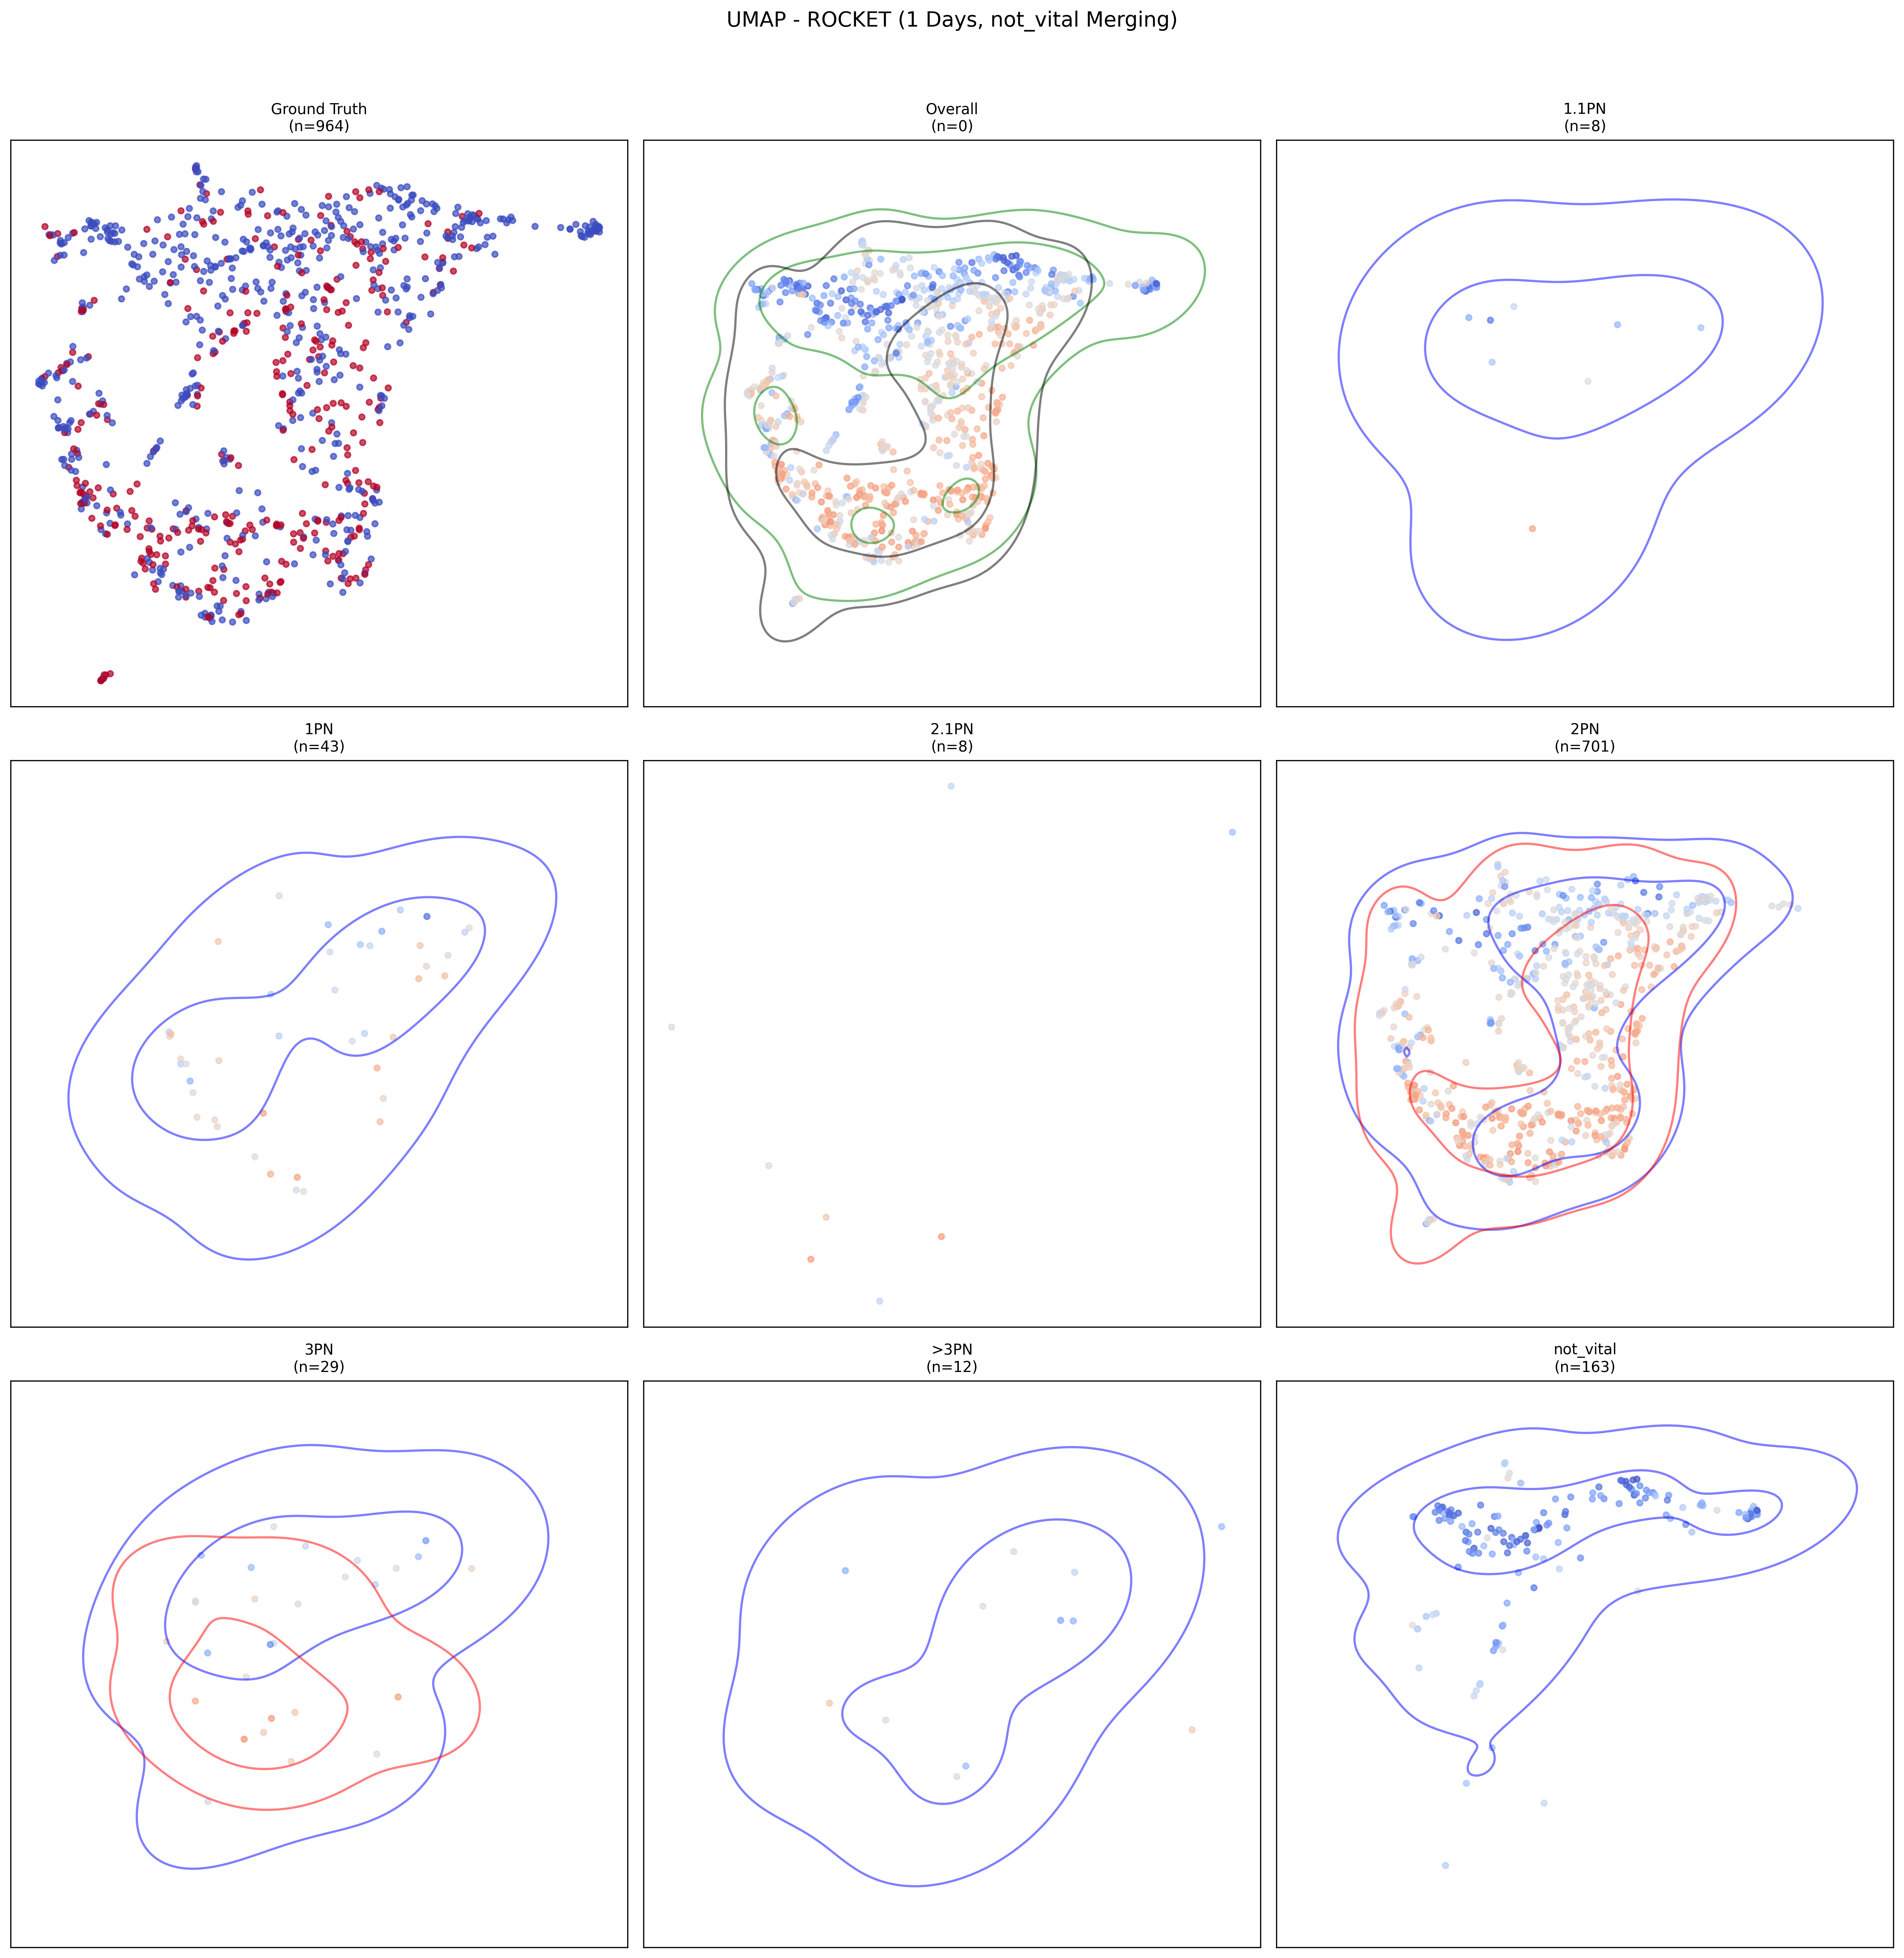 UMAP - ROCKET (1 Days, not_vital Merging)
Ground Truth
(n=964)
Overall
(n=0)
1.1PN
(n=8)
1PN
(n=43)
2.1PN
(n=8)
2PN
(n=701)
3PN
(n=29)
>3PN
(n=12)
not_vital
(n=163)